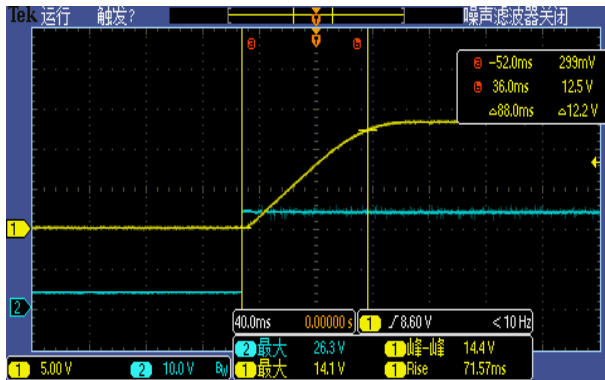 Tek 运行 触发? 噪声滤波器关闭
a b
a -52.0ms 299mV
b 36.0ms 12.5 V
△88.0ms △12.2 V
1
2
40.0ms 0.00000 s 1 / 8.60 V < 10 Hz
2 最大 26.3 V 1 峰-峰 14.4 V
1 5.00 V 2 10.0 V BW 1 最大 14.1 V 1 Rise 71.57ms